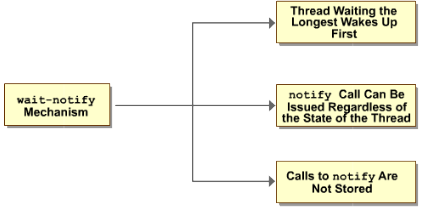 Thread Waiting the
Longest Wakes Up
First
wait-notify
Mechanism
notify Call Can Be
Issued Regardless of
the State of the Thread
Calls to notify Are
Not Stored